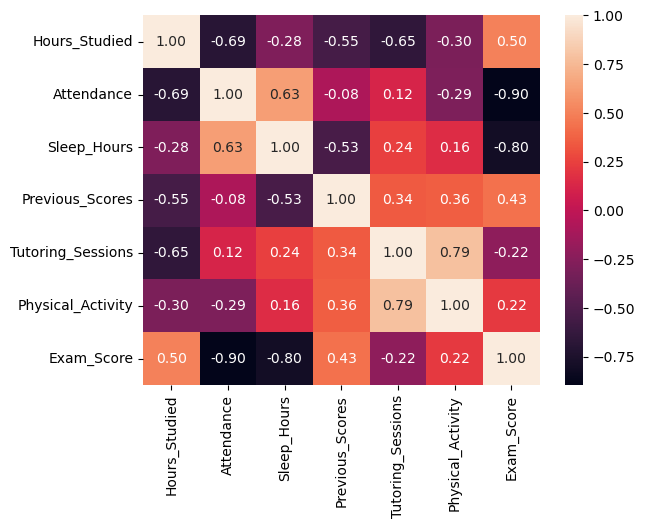 Hours_Studied 1.00 -0.69 -0.28 -0.55 -0.65 -0.30 0.50
Attendance -0.69 1.00 0.63 -0.08 0.12 -0.29 -0.90
Sleep_Hours -0.28 0.63 1.00 -0.53 0.24 0.16 -0.80
Previous_Scores -0.55 -0.08 -0.53 1.00 0.34 0.36 0.43
Tutoring_Sessions -0.65 0.12 0.24 0.34 1.00 0.79 -0.22
Physical_Activity -0.30 -0.29 0.16 0.36 0.79 1.00 0.22
Exam_Score 0.50 -0.90 -0.80 0.43 -0.22 0.22 1.00
Hours_Studied
Attendance
Sleep_Hours
Previous_Scores
Tutoring_Sessions
Physical_Activity
Exam_Score
1.00
0.75
0.50
0.25
0.00
−0.25
−0.50
−0.75